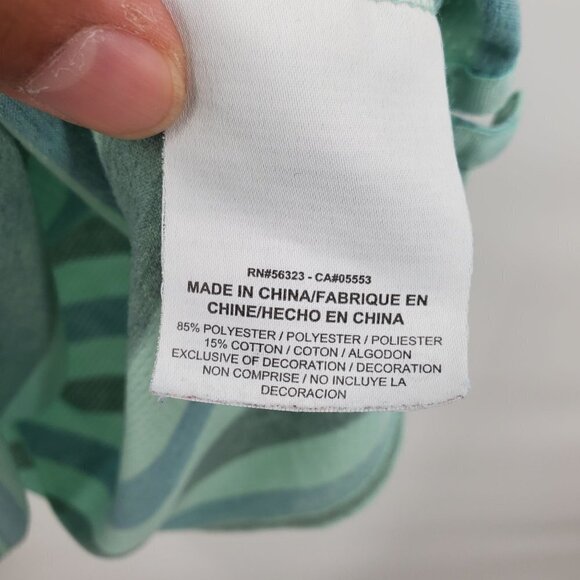 RN#56323 - CA#05553
MADE IN CHINA/FABRIQUE EN
CHINE/HECHO EN CHINA
85% POLYESTER / POLYESTER / POLIESTER
15% COTTON / COTON / ALGODON
EXCLUSIVE OF DECORATION / DECORATION
NON COMPRISE / NO INCLUYE LA
DECORACION